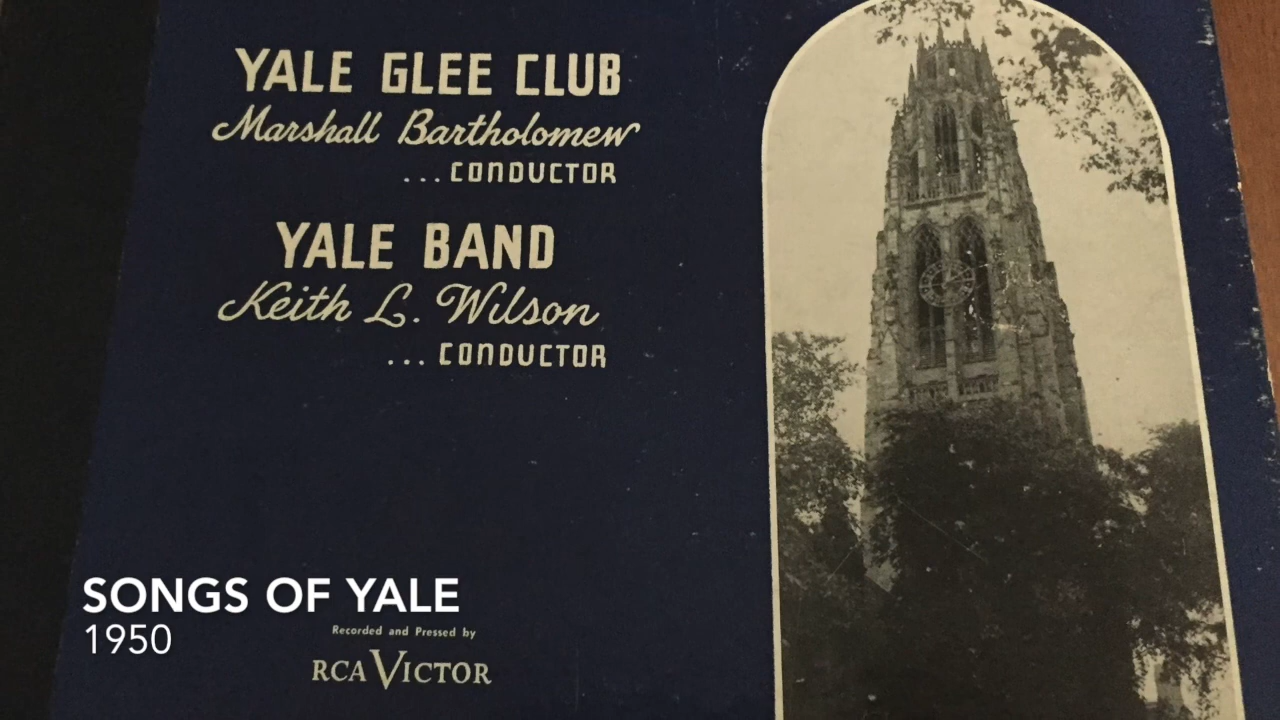 YALE GLEE CLUB
Marshall Bartholomew
...CONDUCTOR
YALE BAND
Keith L. Wilson
...CONDUCTOR
SONGS OF YALE
1950
Recorded and Pressed by
RCA VICTOR